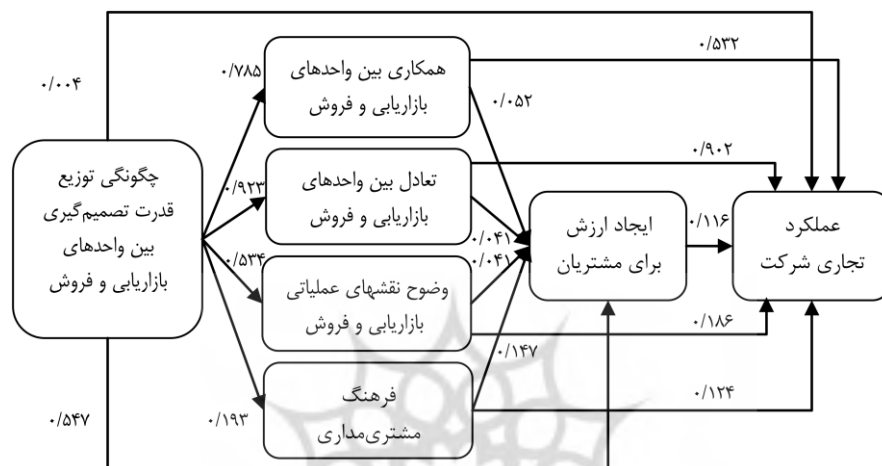 ۰/۰۰۴
چگونگی توزیع
قدرت تصمیم‌گیری
بین واحدهای
بازاریابی و فروش
۰/۵۴۷
۰/۷۸۵
۰/۹۲۳
۰/۵۳۴
۰/۱۹۳
همکاری بین واحدهای
بازاریابی و فروش
تعادل بین واحدهای
بازاریابی و فروش
وضوح نقشهای عملیاتی
بازاریابی و فروش
فرهنگ
مشتری‌مداری
۰/۵۳۲
۰/۰۵۲
۰/۹۰۲
۰/۰۴۱
۰/۰۴۱
۰/۱۸۶
۰/۱۴۷
۰/۱۲۴
ایجاد ارزش
برای مشتریان
۰/۱۱۶
عملکرد
تجاری شرکت